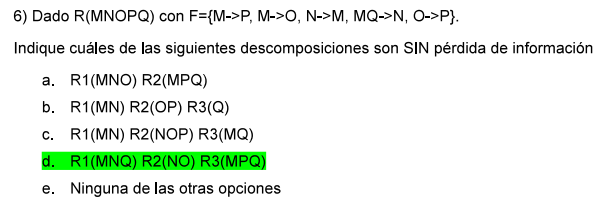 6) Dado R(MNOPQ) con F={M->P, M->O, N->M, MQ->N, O->P}.
Indique cuáles de las siguientes descomposiciones son SIN pérdida de información
a. R1(MNO) R2(MPQ)
b. R1(MN) R2(OP) R3(Q)
c. R1(MN) R2(NOP) R3(MQ)
d. R1(MNQ) R2(NO) R3(MPQ)
e. Ninguna de las otras opciones